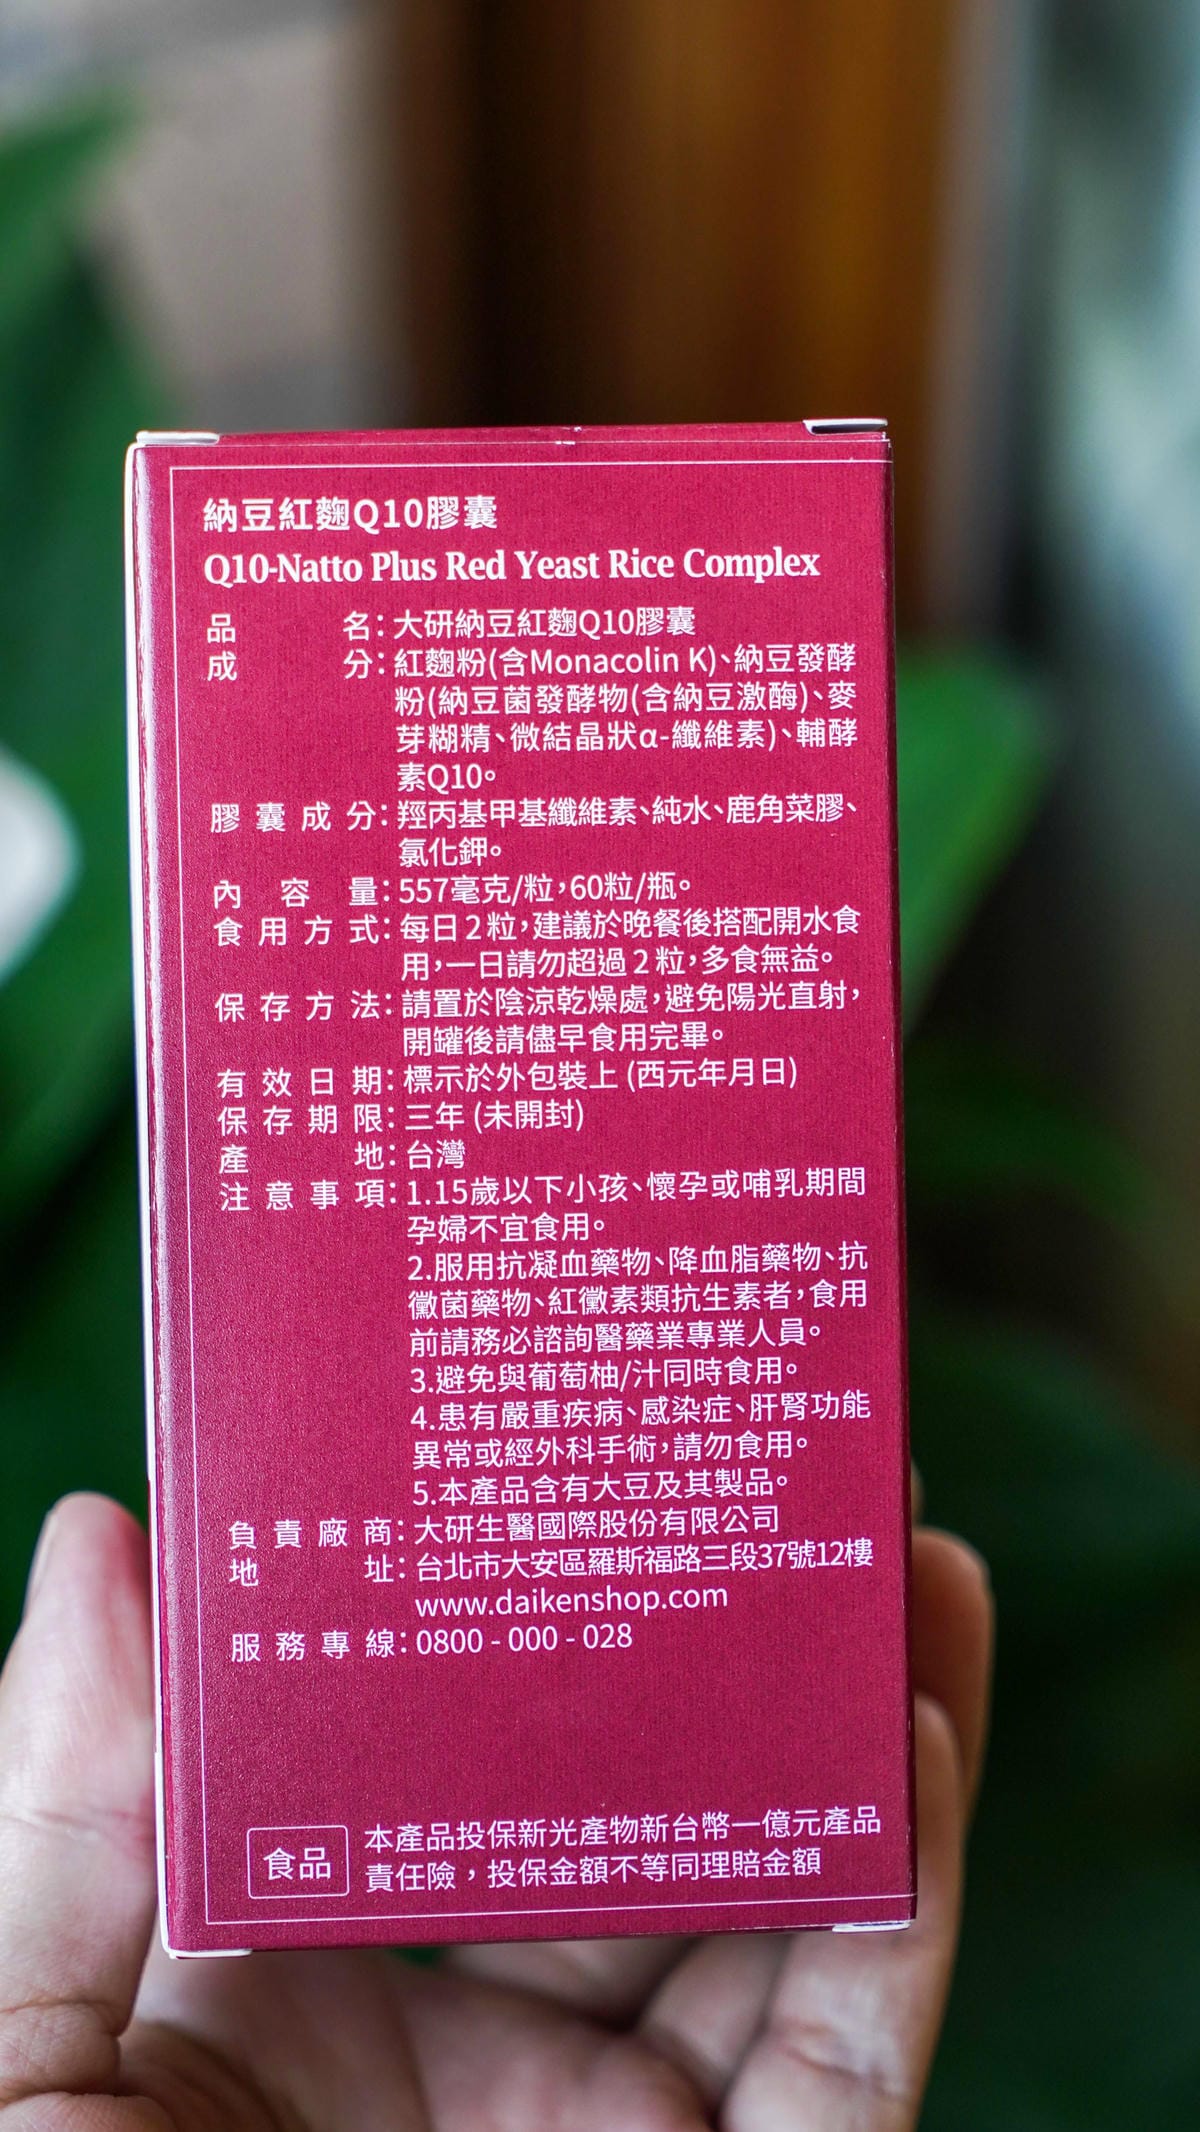 納豆紅麴Q10膠囊
Q10-Natto Plus Red Yeast Rice Complex
品名：大研納豆紅麴Q10膠囊
成分：紅麴粉(含Monacolin K)、納豆發酵
粉(納豆菌發酵物(含納豆激酶)、麥
芽糊精、微結晶狀α-纖維素)、輔酵
素Q10。
膠囊成分：羥丙基甲基纖維素、純水、鹿角菜膠、
氯化鉀。
內容量：557毫克/粒，60粒/瓶。
食用方式：每日2粒，建議於晚餐後搭配開水食
用，一日請勿超過2粒，多食無益。
保存方法：請置於陰涼乾燥處，避免陽光直射，
開罐後請儘早食用完畢。
有效日期：標示於外包裝上 (西元年月日)
保存期限：三年 (未開封)
產地：台灣
注意事項：1.15歲以下小孩、懷孕或哺乳期間
孕婦不宜食用。
2.服用抗凝血藥物、降血脂藥物、抗
黴菌藥物、紅黴素類抗生素者，食用
前請務必諮詢醫藥業專業人員。
3.避免與葡萄柚/汁同時食用。
4.患有嚴重疾病、感染症、肝腎功能
異常或經外科手術，請勿食用。
5.本產品含有大豆及其製品。
負責廠商：大研生醫國際股份有限公司
地址：台北市大安區羅斯福路三段37號12樓
www.daikenshop.com
服務專線：0800 - 000 - 028
食品
本產品投保新光產物新台幣一億元產品
責任險，投保金額不等同理賠金額